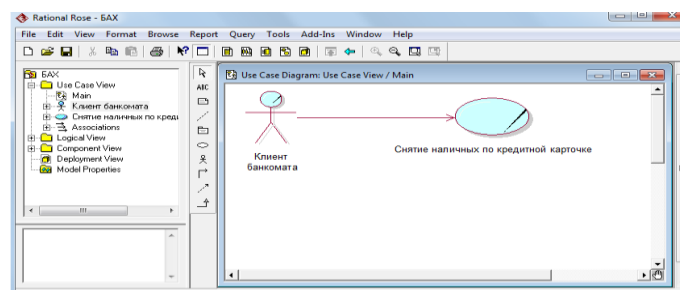 Rational Rose - БАХ
File Edit View Format Browse Report Query Tools Add-Ins Window Help
БАХ
Use Case View
Main
Клиент банкомата
Снятие наличных по креди
Associations
Logical View
Component View
Deployment View
Model Properties
ABC
Use Case Diagram: Use Case View / Main
Клиент
банкомата
Снятие наличных по кредитной карточке